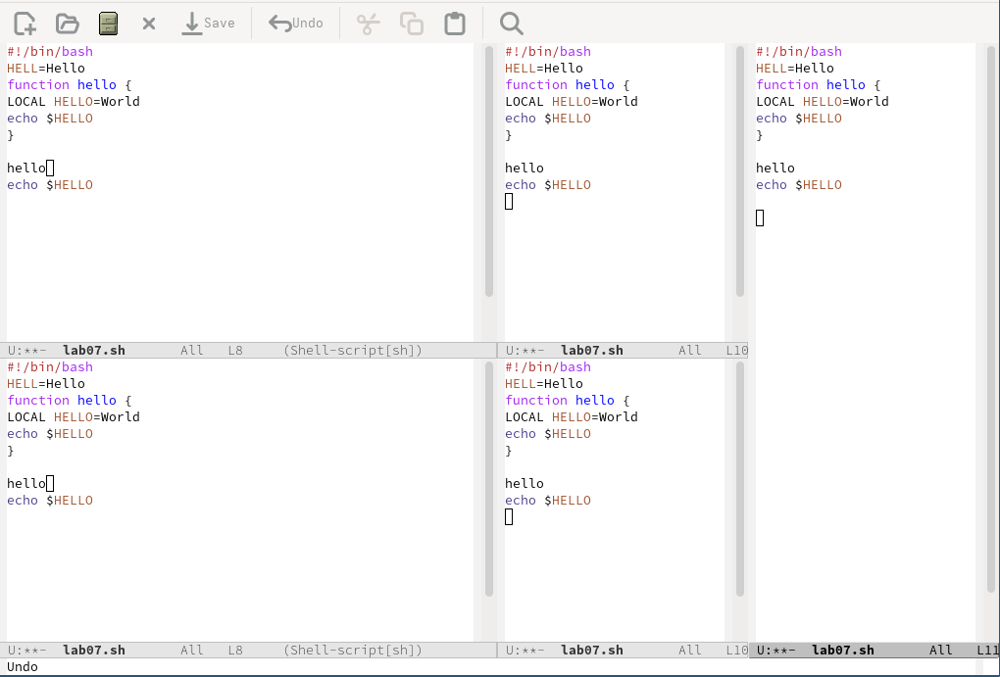 Save
Undo
#!/bin/bash
HELL=Hello
function hello {
LOCAL HELLO=World
echo $HELLO
}
hello
echo $HELLO
U:**-  lab07.sh       All   L8     (Shell-script[sh])
#!/bin/bash
HELL=Hello
function hello {
LOCAL HELLO=World
echo $HELLO
}
hello
echo $HELLO
U:**-  lab07.sh       All   L10
#!/bin/bash
HELL=Hello
function hello {
LOCAL HELLO=World
echo $HELLO
}
hello
echo $HELLO
U:**-  lab07.sh       All   L11
#!/bin/bash
HELL=Hello
function hello {
LOCAL HELLO=World
echo $HELLO
}
hello
echo $HELLO
U:**-  lab07.sh       All   L8     (Shell-script[sh])
#!/bin/bash
HELL=Hello
function hello {
LOCAL HELLO=World
echo $HELLO
}
hello
echo $HELLO
U:**-  lab07.sh       All   L10
Undo